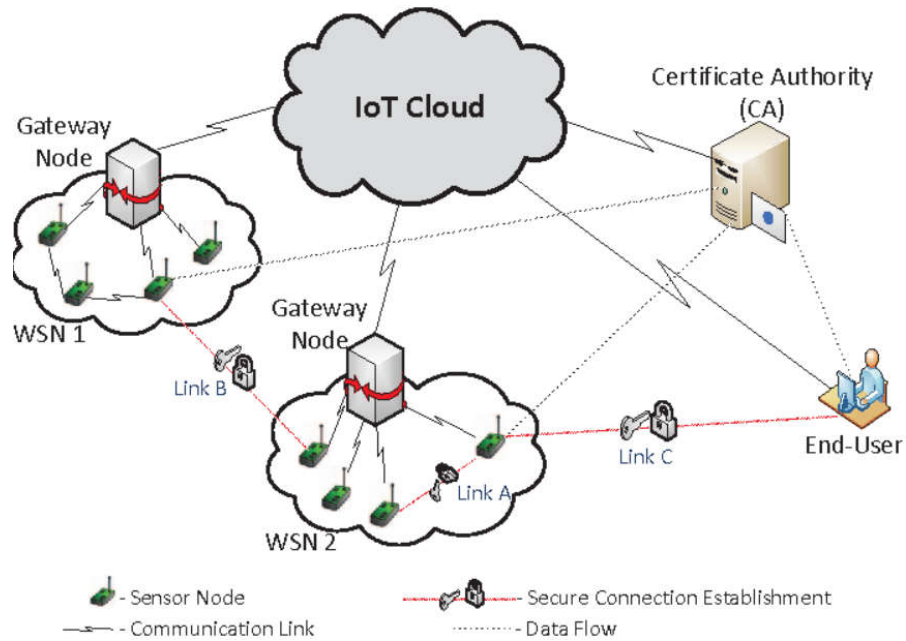 IoT Cloud
Certificate Authority
(CA)
Gateway
Node
WSN 1
Gateway
Node
Link B
Link A
Link C
End-User
WSN 2
- Sensor Node
- Secure Connection Establishment
- Communication Link
- Data Flow